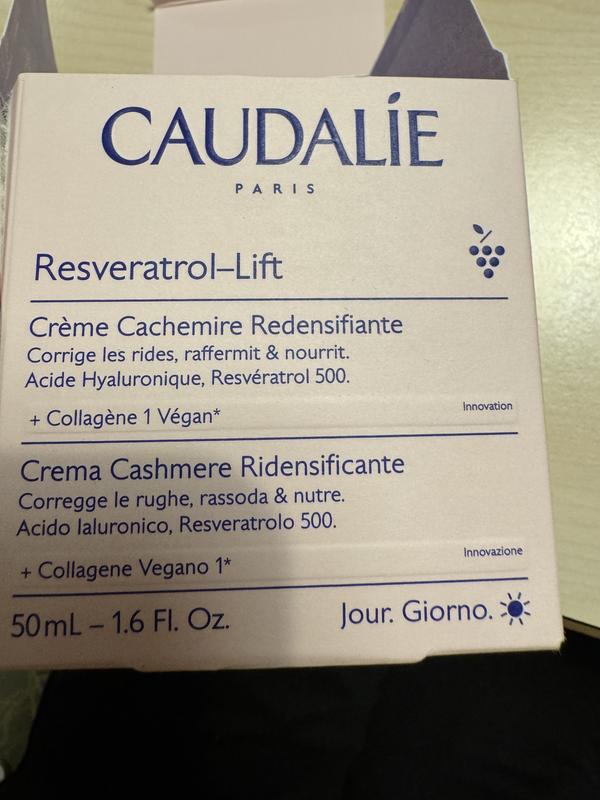 CAUDALÍE
PARIS
Resveratrol–Lift
Crème Cachemire Redensifiante
Corrige les rides, raffermit & nourrit.
Acide Hyaluronique, Resvératrol 500.
+ Collagène 1 Végan*
Innovation
Crema Cashmere Ridensificante
Corregge le rughe, rassoda & nutre.
Acido Ialuronico, Resveratrolo 500.
+ Collagene Vegano 1*
Innovazione
50mL – 1.6 Fl. Oz.
Jour. Giorno.